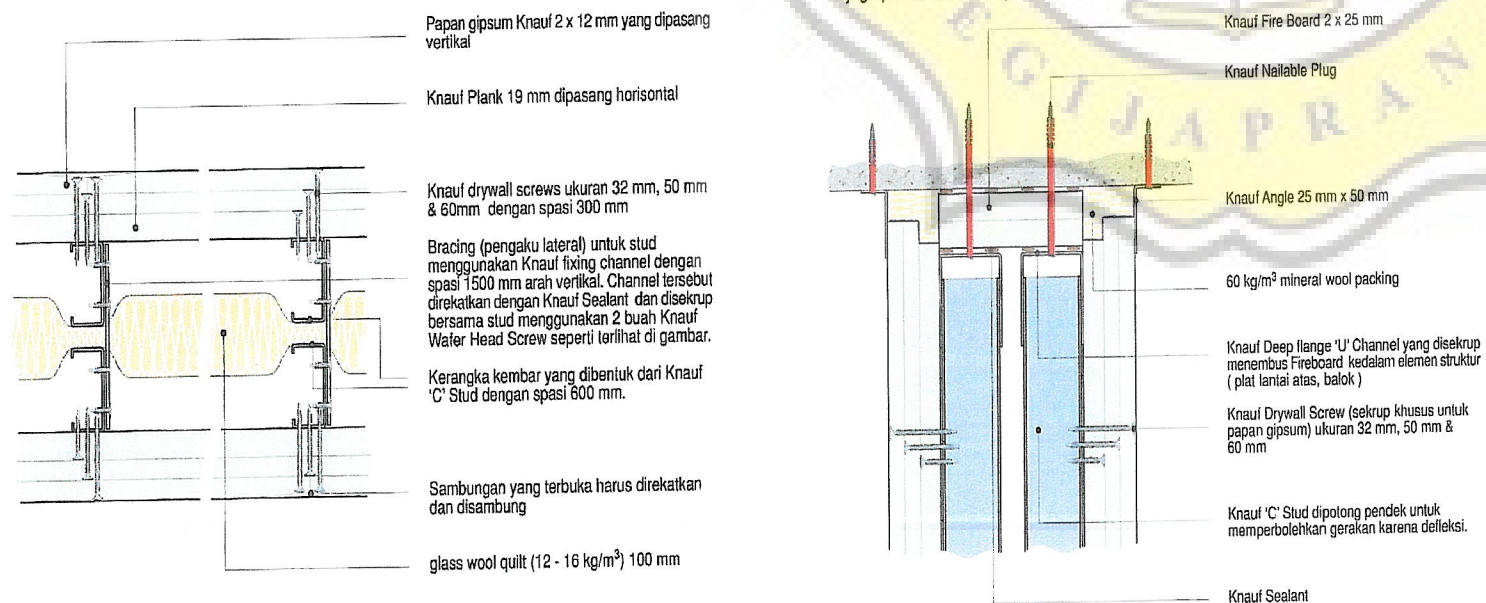 Papan gipsum Knauf 2 x 12 mm yang dipasang
vertikal
Knauf Plank 19 mm dipasang horisontal
Knauf drywall screws ukuran 32 mm, 50 mm
& 60mm dengan spasi 300 mm
Bracing (pengaku lateral) untuk stud
menggunakan Knauf fixing channel dengan
spasi 1500 mm arah vertikal. Channel tersebut
direkatkan dengan Knauf Sealant dan disekrup
bersama stud menggunakan 2 buah Knauf
Wafer Head Screw seperti terlihat di gambar.
Kerangka kembar yang dibentuk dari Knauf
'C' Stud dengan spasi 600 mm.
Sambungan yang terbuka harus direkatkan
dan disambung
glass wool quilt (12 - 16 kg/m³) 100 mm
Knauf Fire Board 2 x 25 mm
Knauf Nailable Plug
EGIJAPRAN
Knauf Angle 25 mm x 50 mm
60 kg/m³ mineral wool packing
Knauf Deep flange 'U' Channel yang disekrup
menembus Fireboard kedalam elemen struktur
( plat lantai atas, balok )
Knauf Drywall Screw (sekrup khusus untuk
papan gipsum) ukuran 32 mm, 50 mm &
60 mm
Knauf 'C' Stud dipotong pendek untuk
memperbolehkan gerakan karena defleksi.
Knauf Sealant